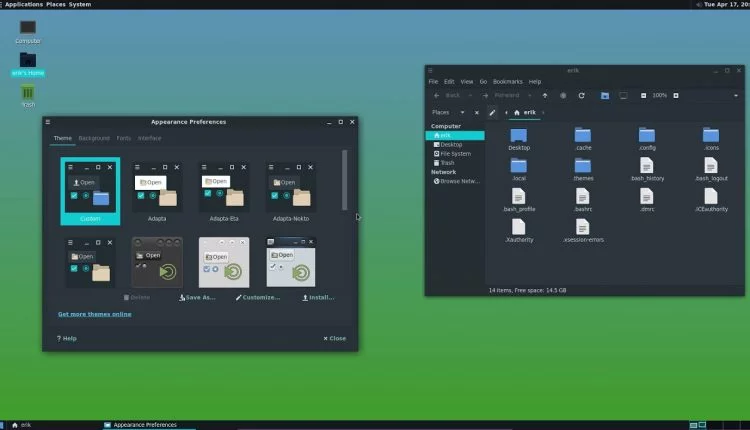 Applications Places System
Tue Apr 17, 20:
Computer
erik's Home
Trash
Appearance Preferences
Theme Background Fonts Interface
Open
Open
Open
Open
Custom
Adapta
Adapta-Eta
Adapta-Nokto
Open
Open
Open
Open
Delete
Save As...
Customize...
Install...
Get more themes online
? Help
× Close
erik
File Edit View Go Bookmarks Help
Back
Forward
100%
Places
erik
Computer
erik
Desktop
File System
Trash
Network
Browse Netw...
Desktop
.cache
.config
.icons
.local
.themes
.bash_history
.bash_logout
.bash_profile
.bashrc
.dmrc
.ICEauthority
.Xauthority
.xsession-errors
14 items, Free space: 14.5 GB
erik
Appearance Preferences